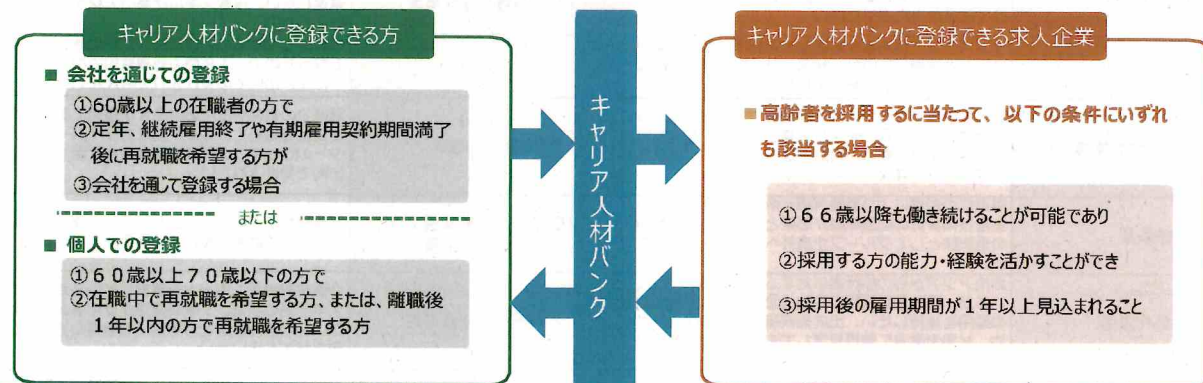 キャリア人材バンクに登録できる方
■ 会社を通じての登録
①60歳以上の在職者の方で
②定年、継続雇用終了や有期雇用契約期間満了
後に再就職を希望する方が
③会社を通じて登録する場合
または
■ 個人での登録
①６０歳以上７０歳以下の方で
②在職中で再就職を希望する方、または、離職後
１年以内の方で再就職を希望する方
キャリア人材バンク
キャリア人材バンクに登録できる求人企業
■高齢者を採用するに当たって、以下の条件にいずれ
も該当する場合
①６６歳以降も働き続けることが可能であり
②採用する方の能力・経験を活かすことができ
③採用後の雇用期間が１年以上見込まれること